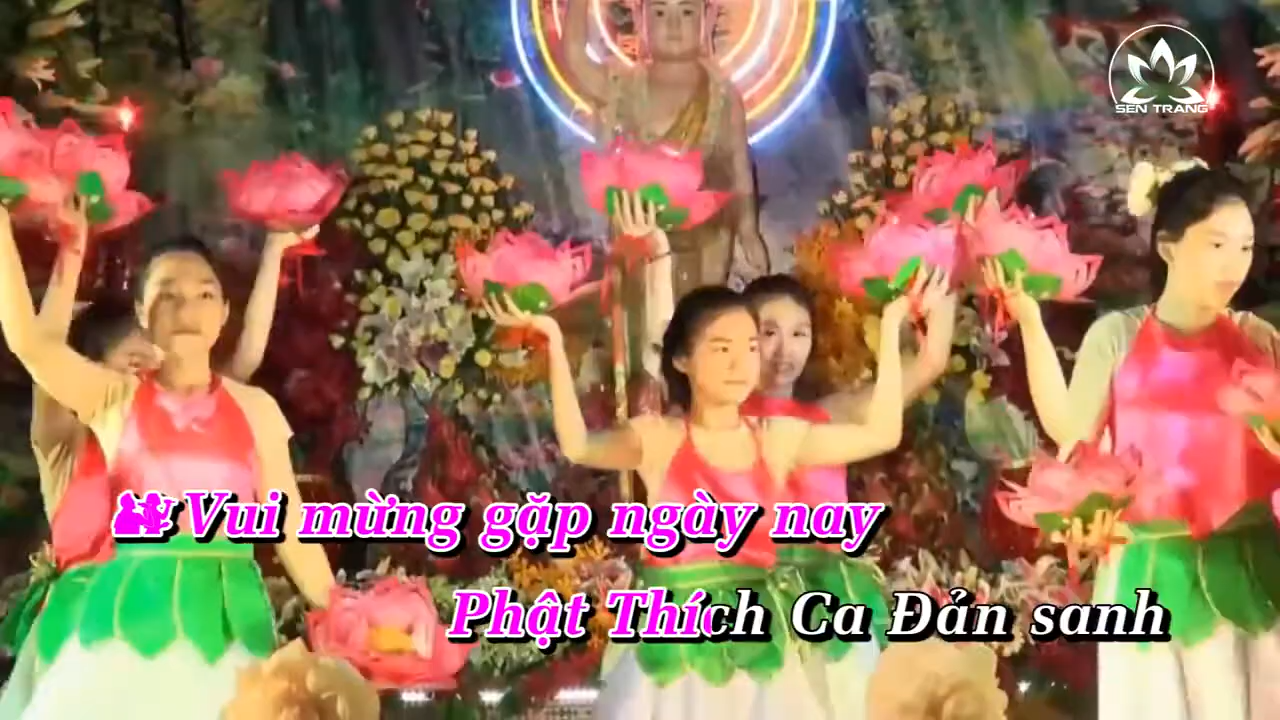 SEN TRANG
Vui mừng gặp ngày nay
Phật Thích Ca Đản sanh